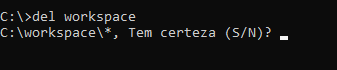 C:\>del workspace
C:\workspace\*, Tem certeza (S/N)? _